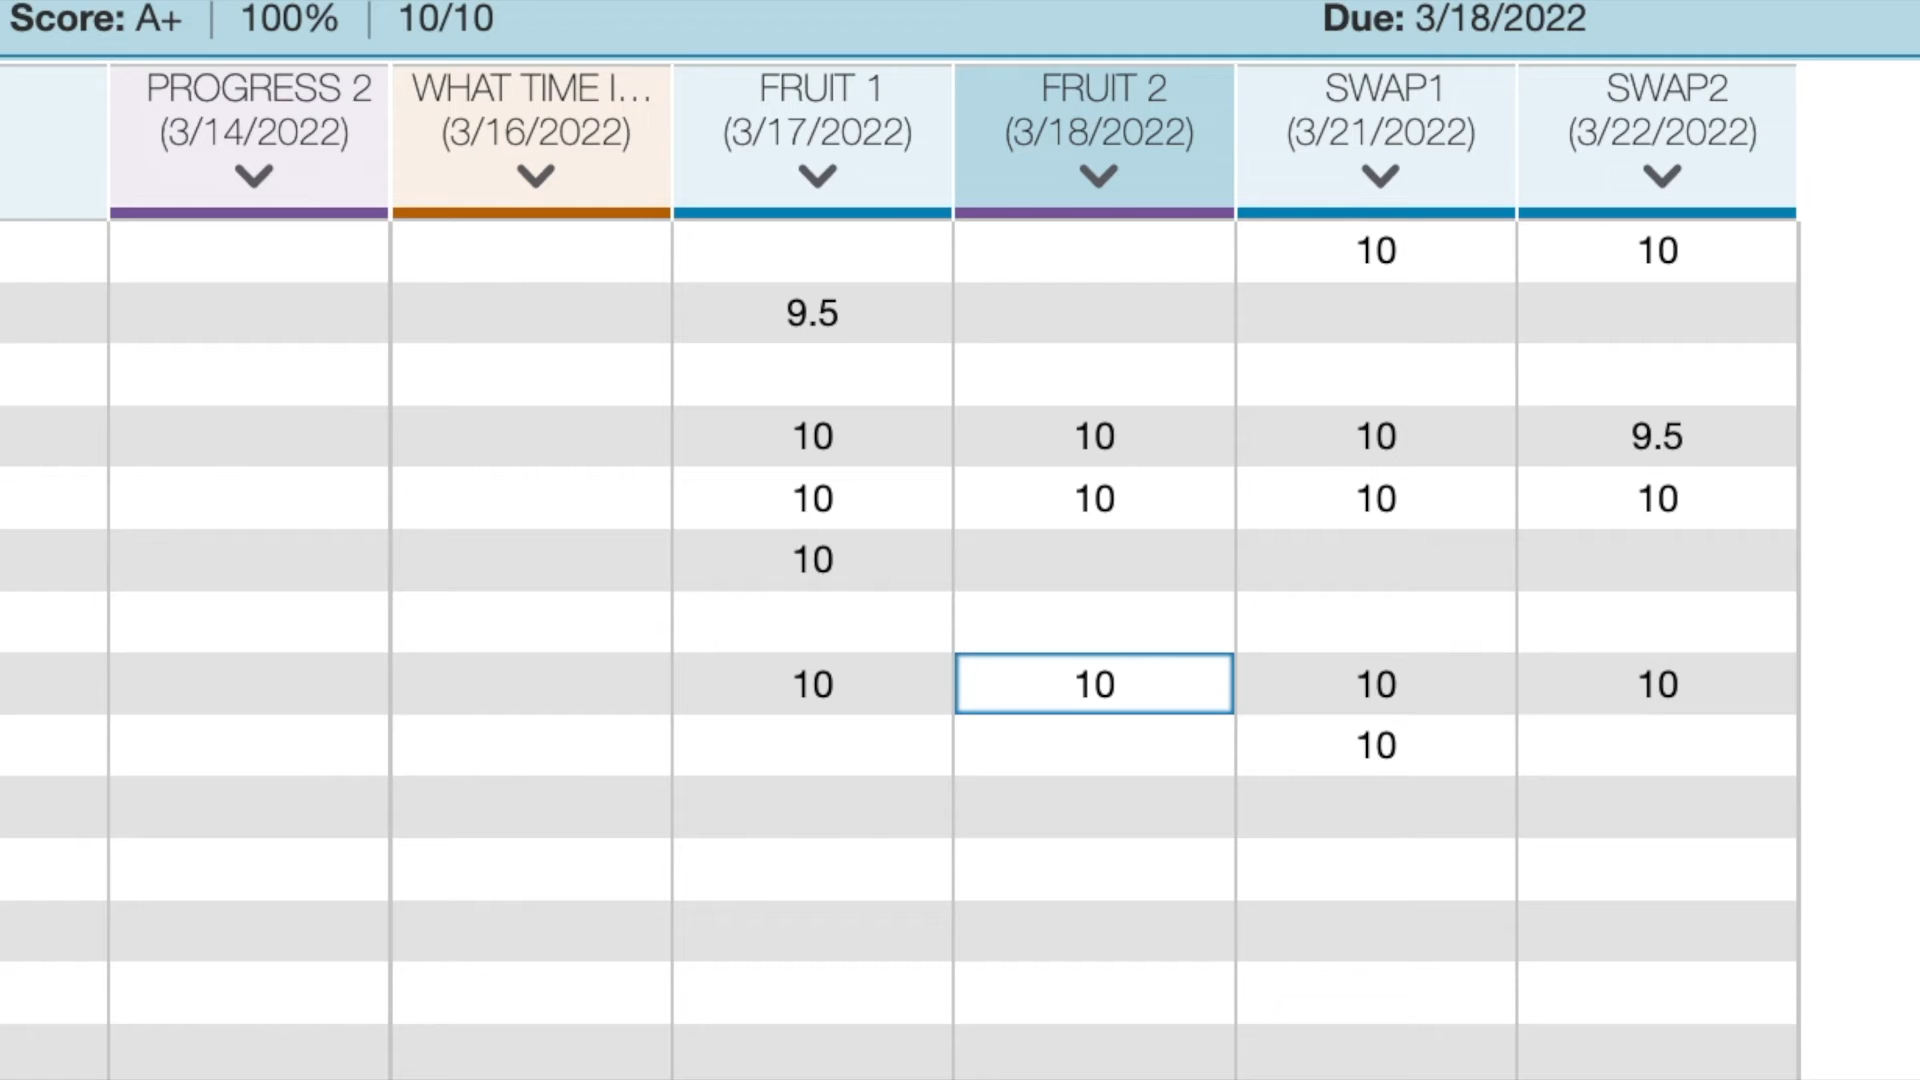 Score: A+ | 100% | 10/10 Due: 3/18/2022
PROGRESS 2 WHAT TIME I... FRUIT 1 FRUIT 2 SWAP1 SWAP2
(3/14/2022) (3/16/2022) (3/17/2022) (3/18/2022) (3/21/2022) (3/22/2022)
10 10
9.5
10 10 10 9.5
10 10 10 10
10
10 10 10 10
10